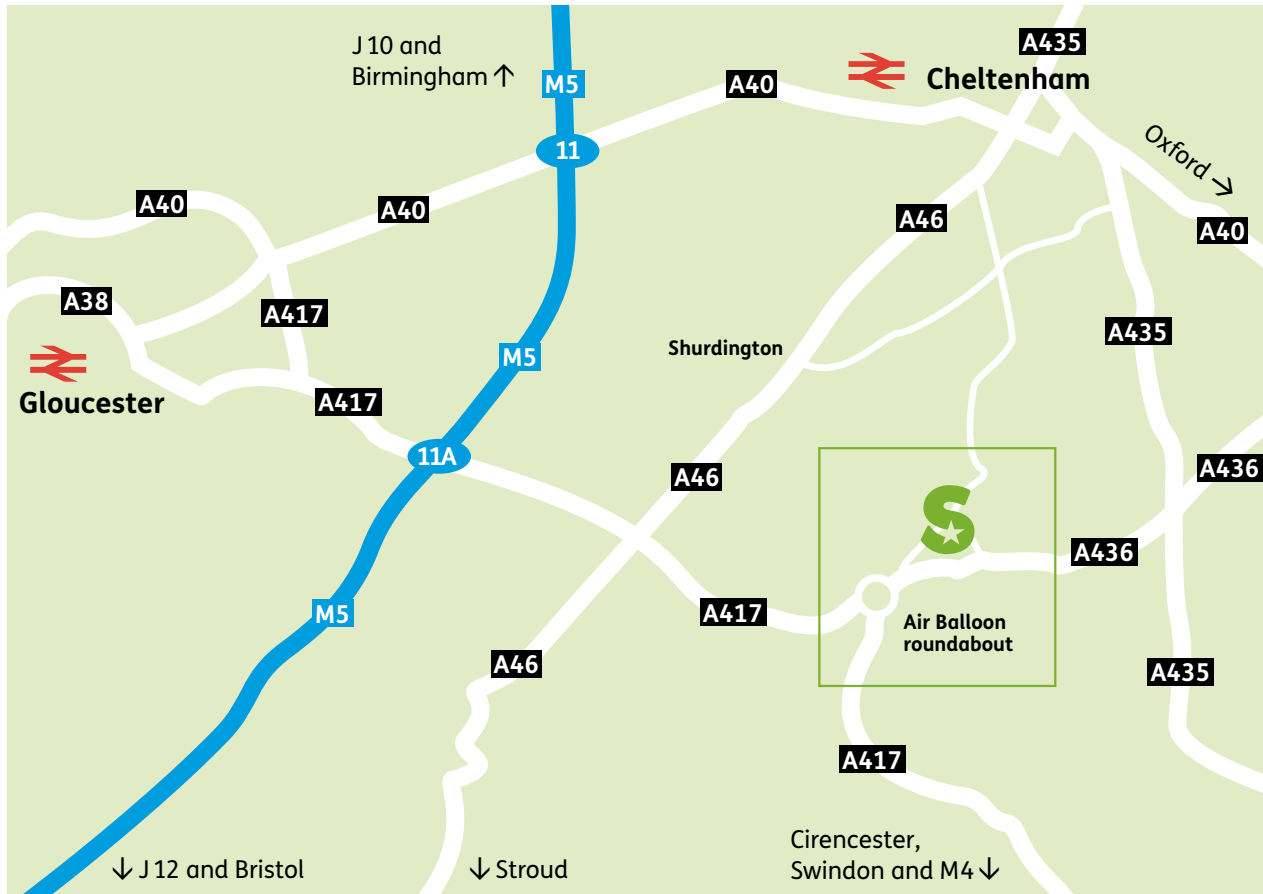 J 10 and
Birmingham ↑
M5
A435
Cheltenham
A40
11
Oxford →
A40
A40
A46
A40
A38
A417
A435
M5
Shurdington
Gloucester
A417
11A
A46
A436
S
A436
M5
A417
Air Balloon
roundabout
A46
A435
A417
↓ J 12 and Bristol
↓ Stroud
Cirencester,
Swindon and M4 ↓